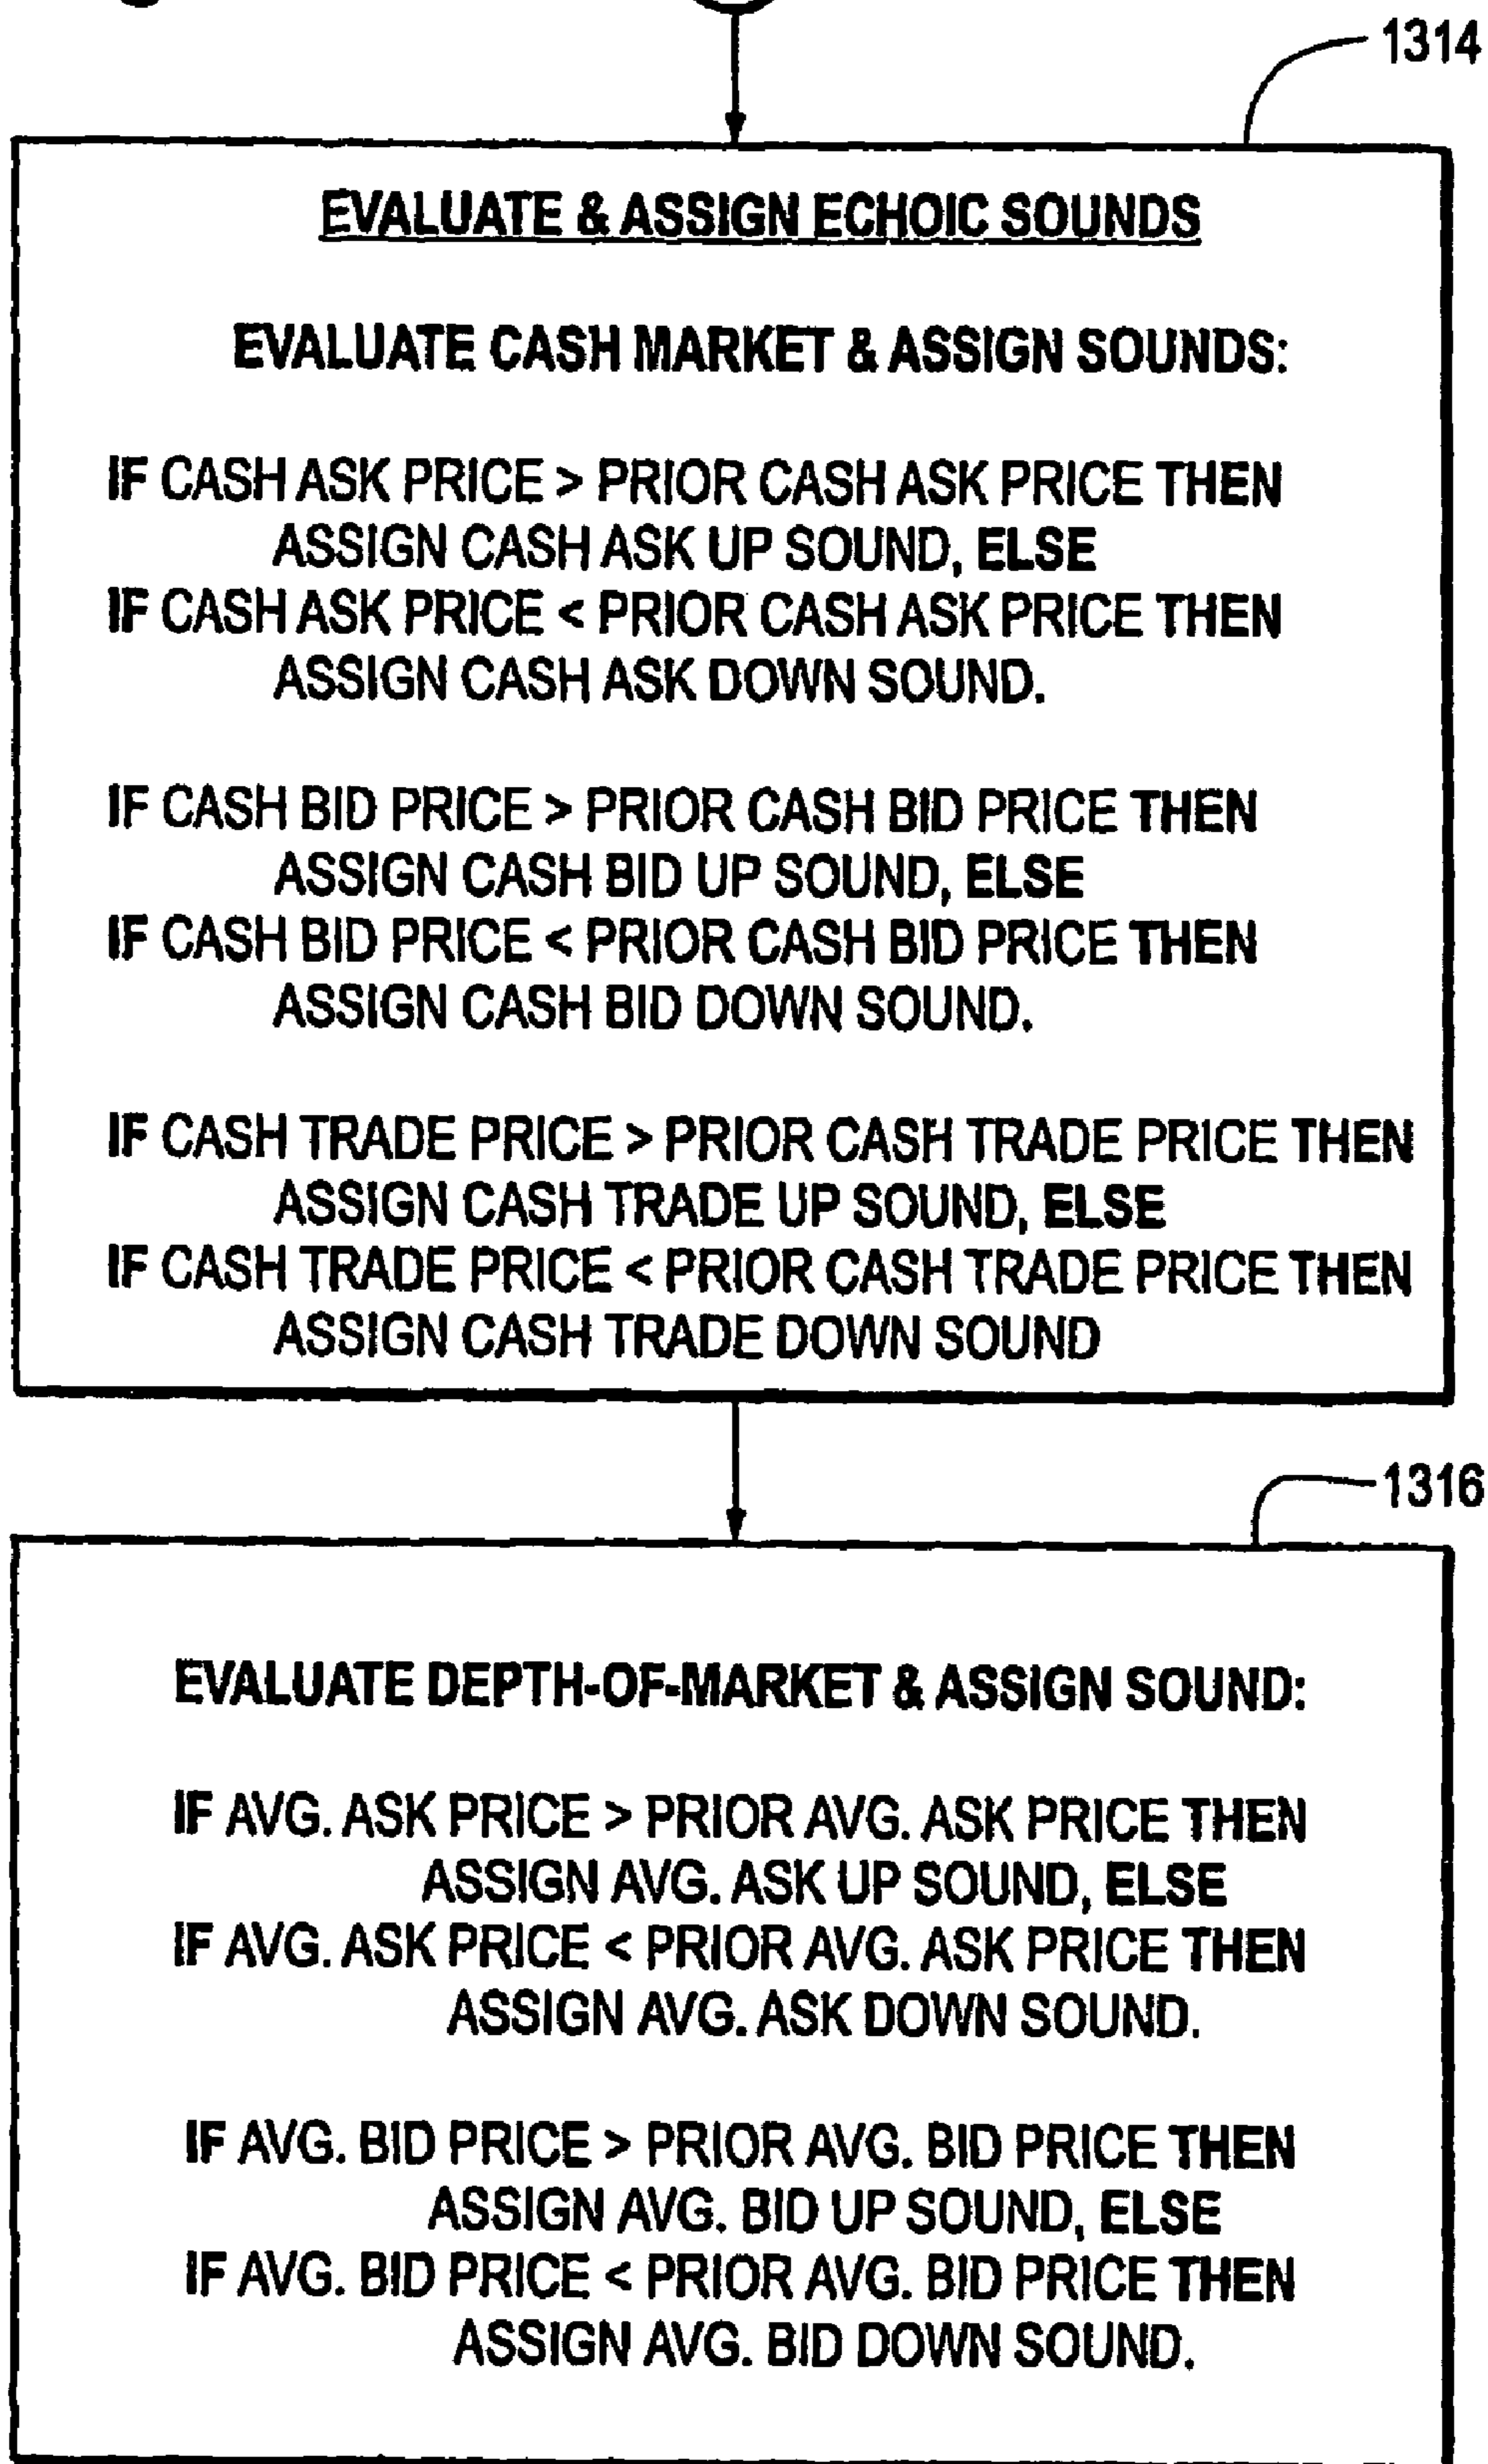 1314
EVALUATE & ASSIGN ECHOIC SOUNDS
EVALUATE CASH MARKET & ASSIGN SOUNDS:
IF CASH ASK PRICE > PRIOR CASH ASK PRICE THEN
ASSIGN CASH ASK UP SOUND, ELSE
IF CASH ASK PRICE < PRIOR CASH ASK PRICE THEN
ASSIGN CASH ASK DOWN SOUND.
IF CASH BID PRICE > PRIOR CASH BID PRICE THEN
ASSIGN CASH BID UP SOUND, ELSE
IF CASH BID PRICE < PRIOR CASH BID PRICE THEN
ASSIGN CASH BID DOWN SOUND.
IF CASH TRADE PRICE > PRIOR CASH TRADE PRICE THEN
ASSIGN CASH TRADE UP SOUND, ELSE
IF CASH TRADE PRICE < PRIOR CASH TRADE PRICE THEN
ASSIGN CASH TRADE DOWN SOUND
1316
EVALUATE DEPTH-OF-MARKET & ASSIGN SOUND:
IF AVG. ASK PRICE > PRIOR AVG. ASK PRICE THEN
ASSIGN AVG. ASK UP SOUND, ELSE
IF AVG. ASK PRICE < PRIOR AVG. ASK PRICE THEN
ASSIGN AVG. ASK DOWN SOUND.
IF AVG. BID PRICE > PRIOR AVG. BID PRICE THEN
ASSIGN AVG. BID UP SOUND, ELSE
IF AVG. BID PRICE < PRIOR AVG. BID PRICE THEN
ASSIGN AVG. BID DOWN SOUND.